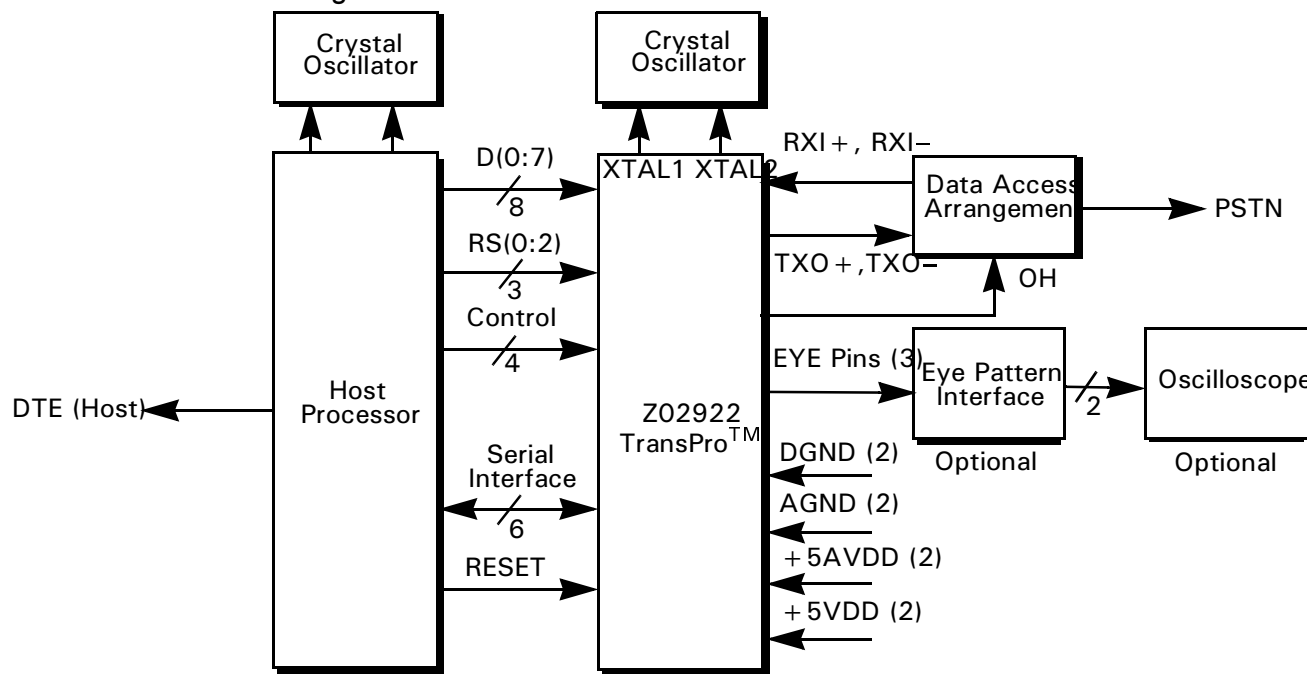 Crystal
Oscillator
Crystal
Oscillator
D(0:7)
8
RS(0:2)
3
Control
4
Serial
Interface
6
RESET
Host
Processor
DTE (Host)
XTAL1 XTAL2
Z02922
TransPro™
RXI+, RXI–
TXO+,TXO–
Data Access
Arrangemen
PSTN
OH
EYE Pins (3)
Eye Pattern
Interface
Optional
2
Oscilloscope
Optional
DGND (2)
AGND (2)
+5AVDD (2)
+5VDD (2)